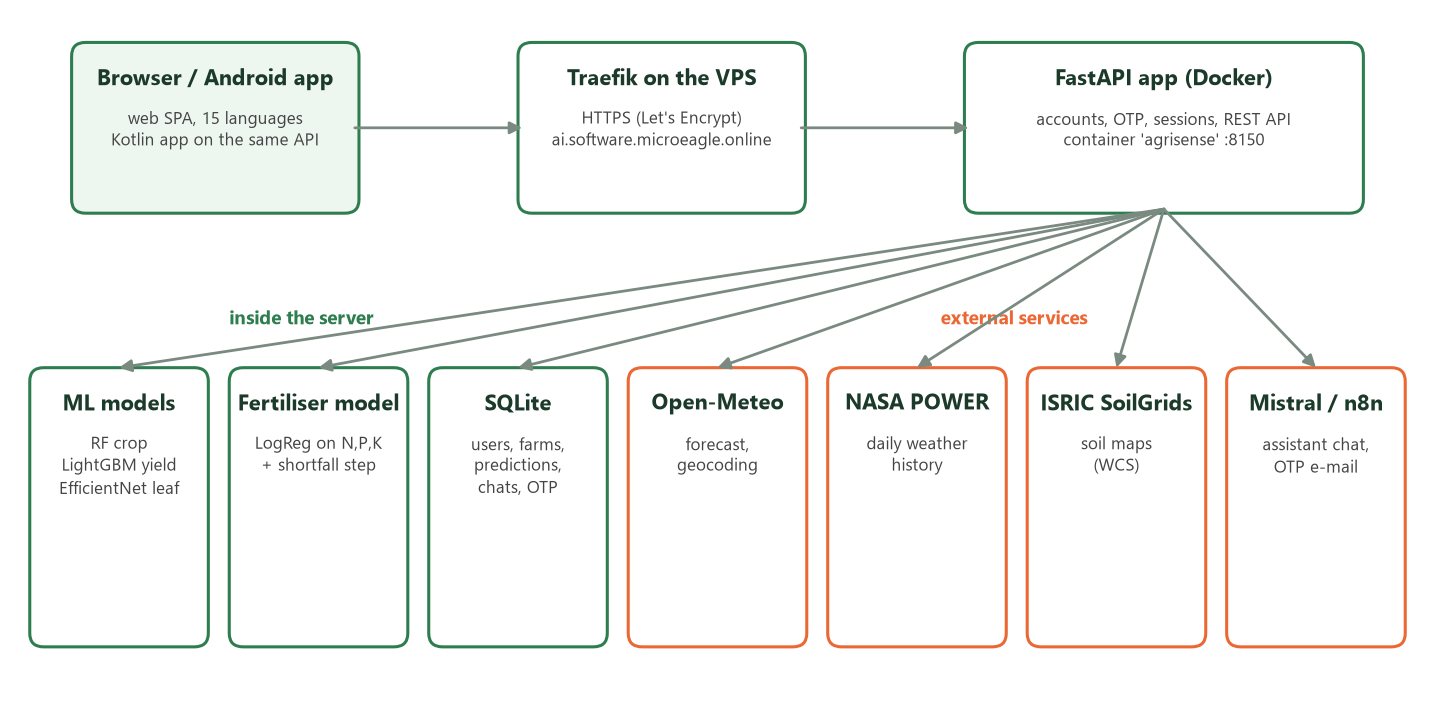 Browser / Android app
web SPA, 15 languages
Kotlin app on the same API
Traefik on the VPS
HTTPS (Let's Encrypt)
ai.software.microeagle.online
FastAPI app (Docker)
accounts, OTP, sessions, REST API
container 'agrisense' :8150
inside the server
external services
ML models
RF crop
LightGBM yield
EfficientNet leaf
Fertiliser model
LogReg on N,P,K
+ shortfall step
SQLite
users, farms,
predictions,
chats, OTP
Open-Meteo
forecast,
geocoding
NASA POWER
daily weather
history
ISRIC SoilGrids
soil maps
(WCS)
Mistral / n8n
assistant chat,
OTP e-mail